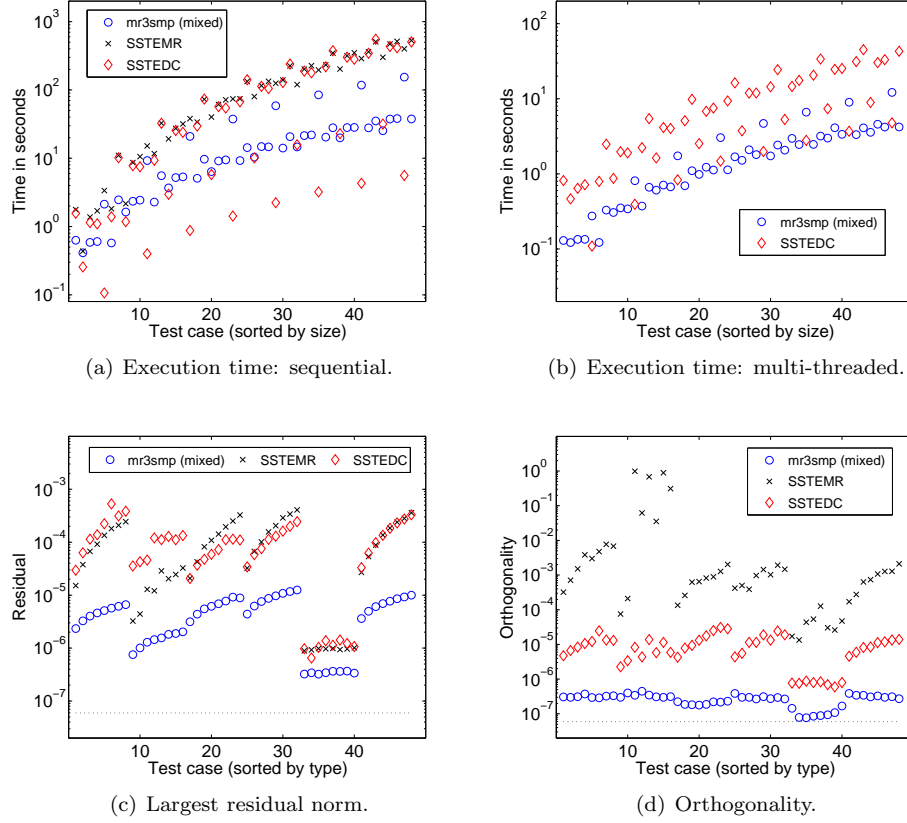 10^3
10^2
10^1
10^0
10^-1
Time in seconds
mr3smp (mixed)
SSTEMR
SSTEDC
10 20 30 40
Test case (sorted by size)
(a) Execution time: sequential.
10^2
10^1
10^0
10^-1
Time in seconds
mr3smp (mixed)
SSTEDC
10 20 30 40
Test case (sorted by size)
(b) Execution time: multi-threaded.
10^-3
10^-4
10^-5
10^-6
10^-7
Residual
mr3smp (mixed) SSTEMR SSTEDC
10 20 30 40
Test case (sorted by type)
(c) Largest residual norm.
10^0
10^-1
10^-2
10^-3
10^-4
10^-5
10^-6
10^-7
Orthogonality
mr3smp (mixed)
SSTEMR
SSTEDC
10 20 30 40
Test case (sorted by type)
(d) Orthogonality.